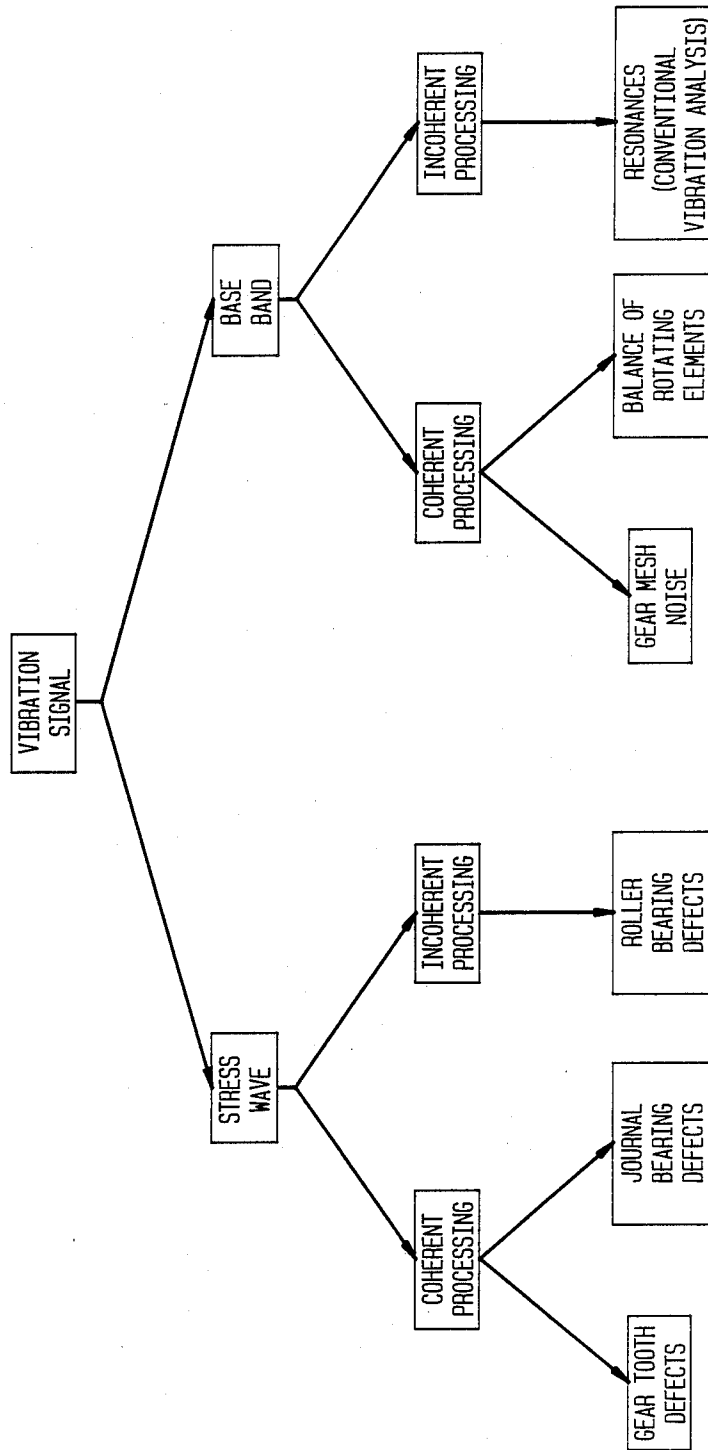 VIBRATION
SIGNAL
STRESS
WAVE
BASE
BAND
COHERENT
PROCESSING
INCOHERENT
PROCESSING
COHERENT
PROCESSING
INCOHERENT
PROCESSING
GEAR TOOTH
DEFECTS
JOURNAL
BEARING
DEFECTS
ROLLER
BEARING
DEFECTS
GEAR MESH
NOISE
BALANCE OF
ROTATING
ELEMENTS
RESONANCES
(CONVENTIONAL
VIBRATION ANALYSIS)